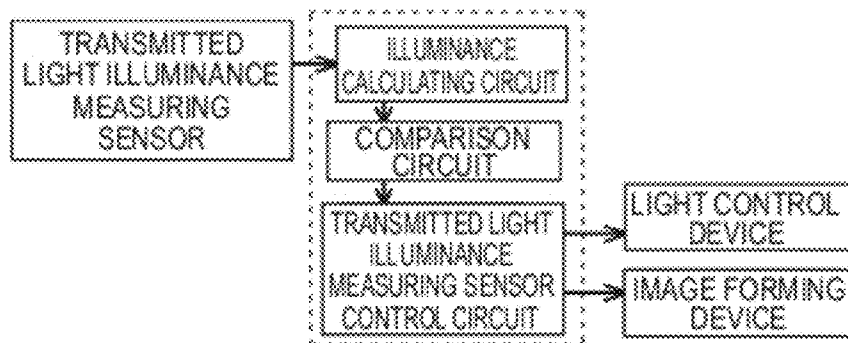 TRANSMITTED
LIGHT ILLUMINANCE
MEASURING
SENSOR
ILLUMINANCE
CALCULATING CIRCUIT
COMPARISON
CIRCUIT
TRANSMITTED LIGHT
ILLUMINANCE
MEASURING SENSOR
CONTROL CIRCUIT
LIGHT CONTROL
DEVICE
IMAGE FORMING
DEVICE